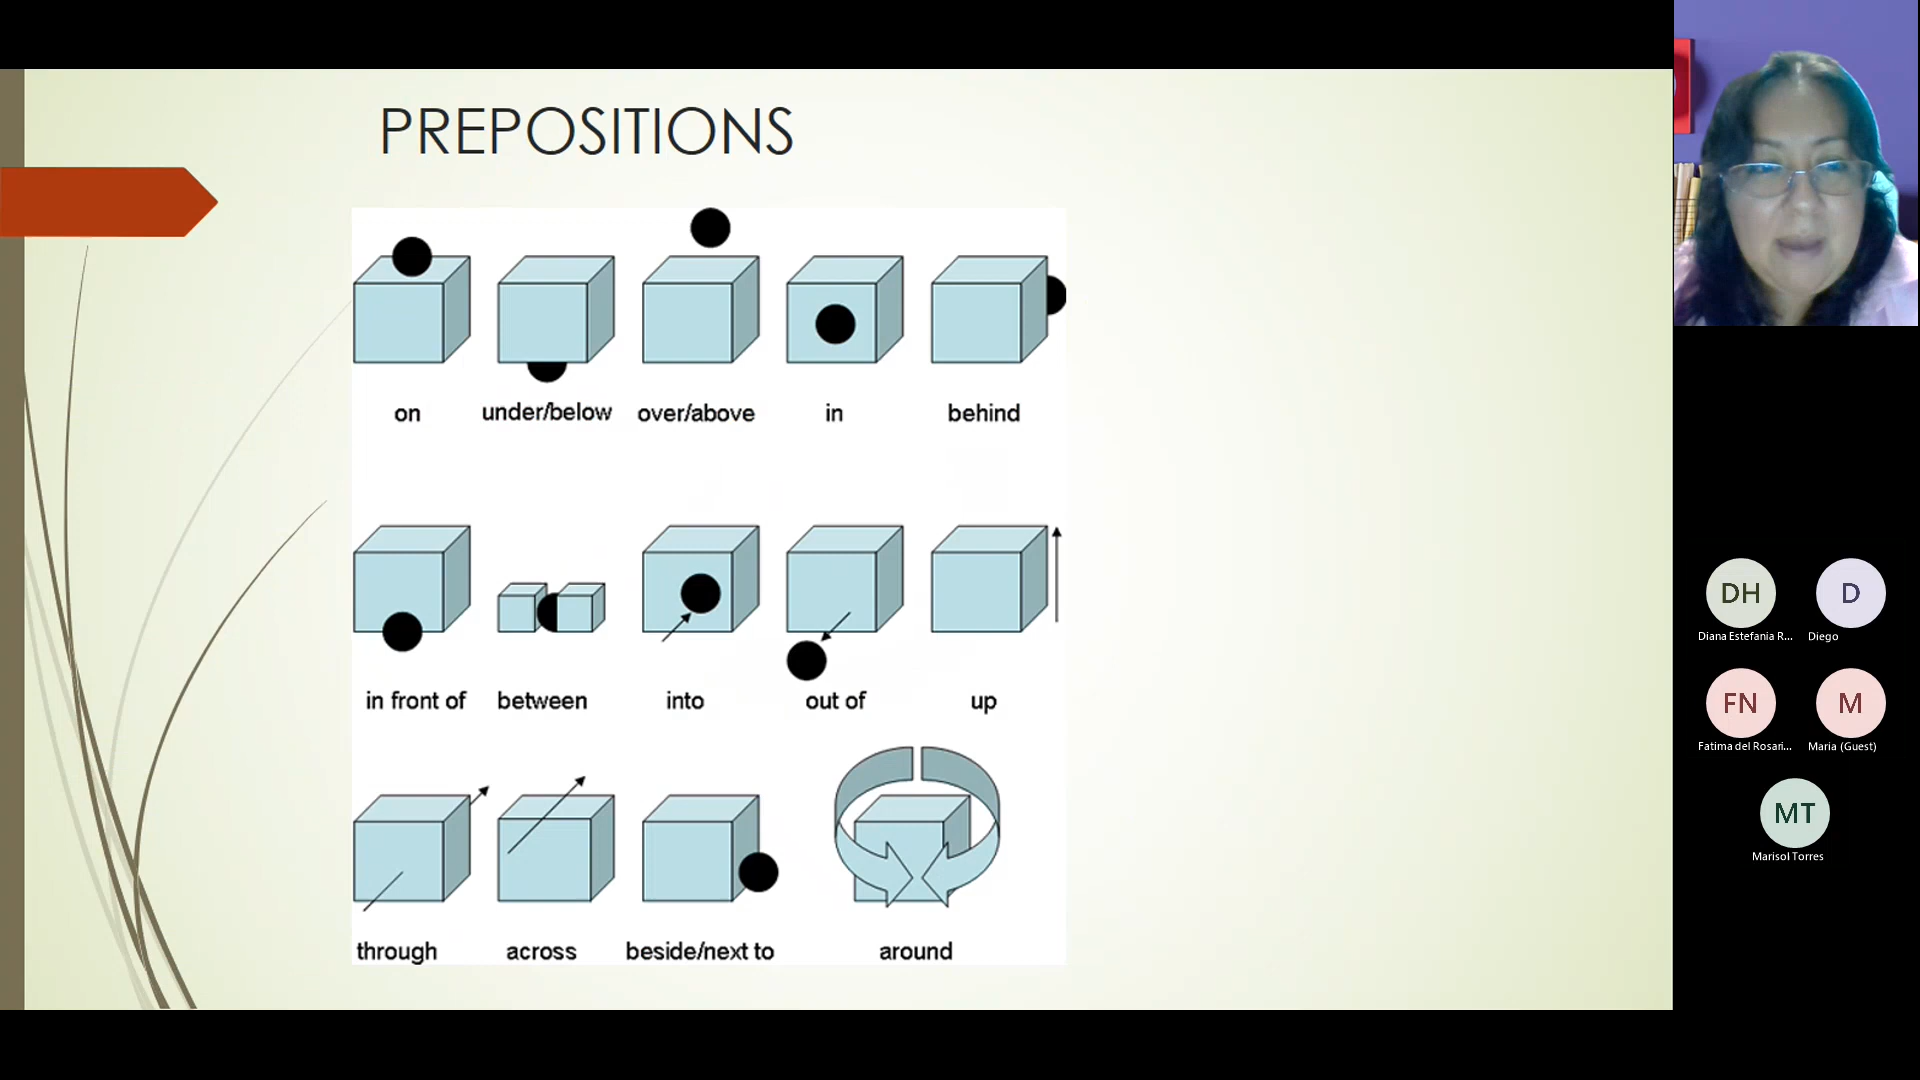 PREPOSITIONS
on under/below over/above in behind
in front of between into out of up
through across beside/next to around
DH D
Diana Estefania R... Diego
FN M
Fatima del Rosari... Maria (Guest)
MT
Marisol Torres